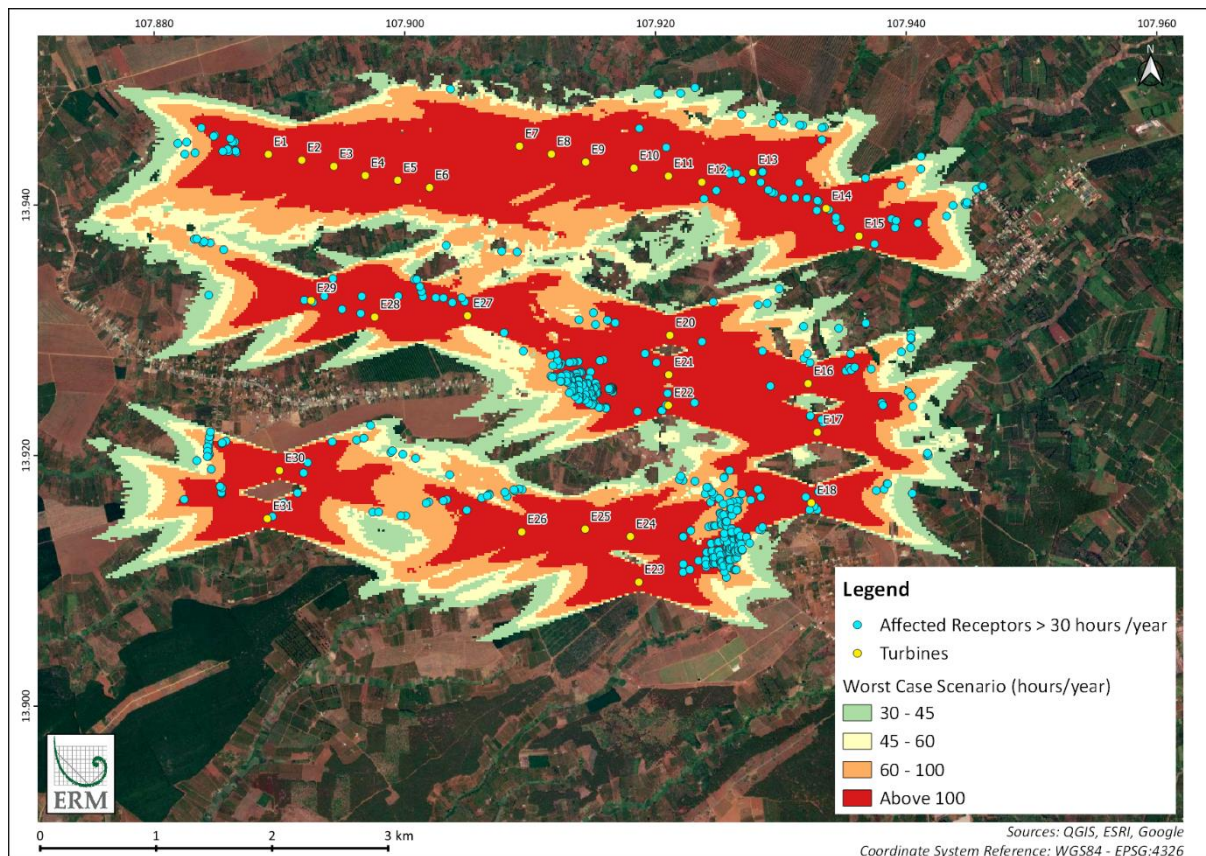 107.880 107.900 107.920 107.940 107.960
N
E1
E2
E3
E4
E5
E6
E7
E8
E9
E10
E11
E12
E13
E14
E15
13.940
E29
E28
E27
E20
E21
E22
E16
E17
13.920
E30
E31
E26
E25
E24
E18
E23
13.900
Legend
Affected Receptors > 30 hours /year
Turbines
Worst Case Scenario (hours/year)
30 - 45
45 - 60
60 - 100
Above 100
ERM
0 1 2 3 km
Sources: QGIS, ESRI, Google
Coordinate System Reference: WGS84 - EPSG:4326